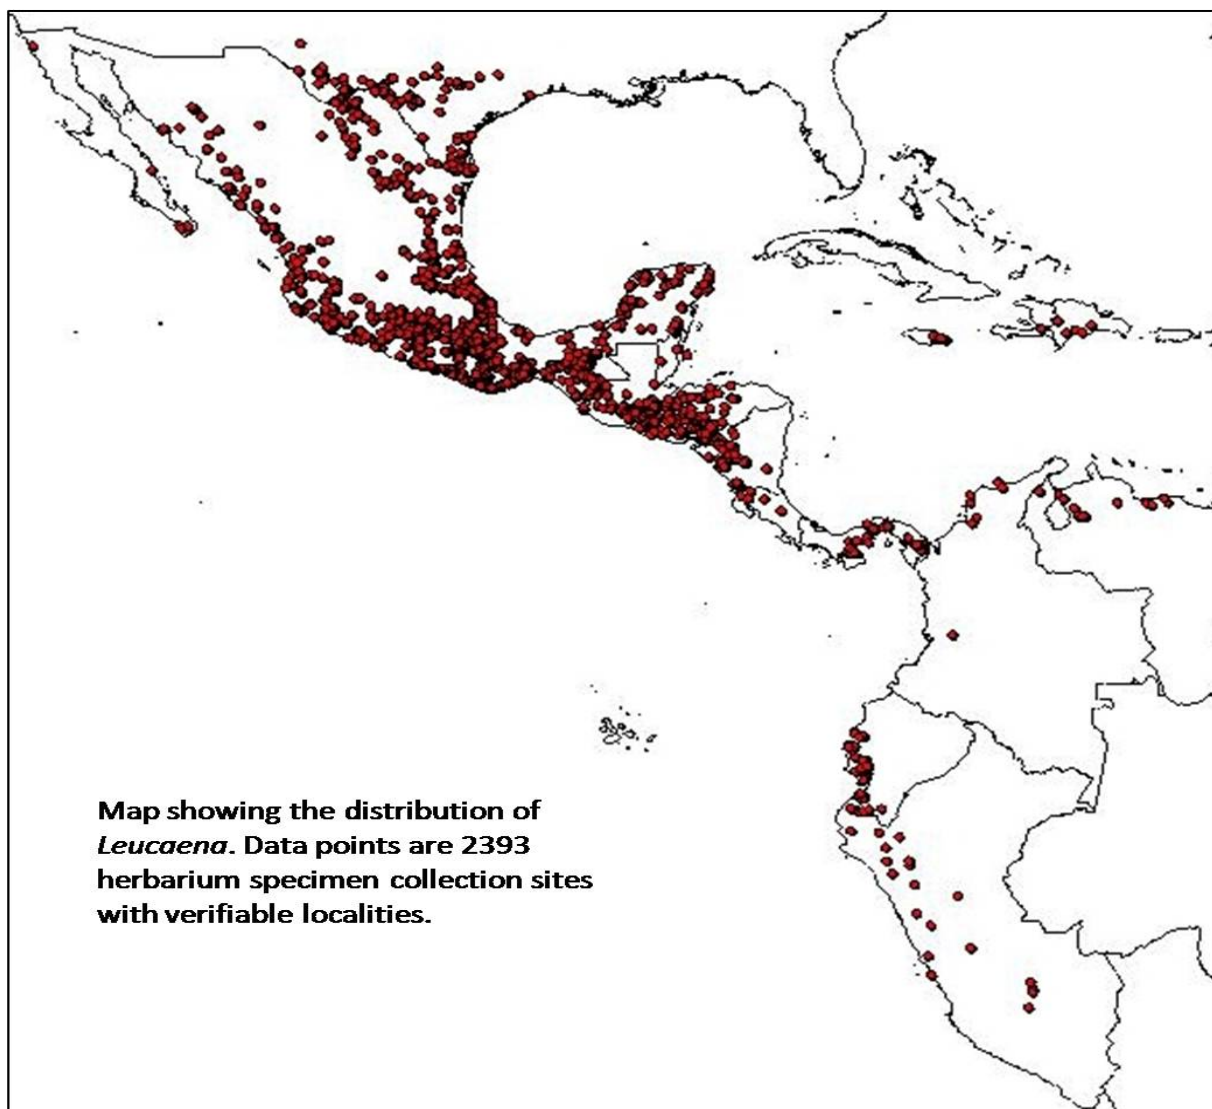 Map showing the distribution of
Leucaena. Data points are 2393
herbarium specimen collection sites
with verifiable localities.